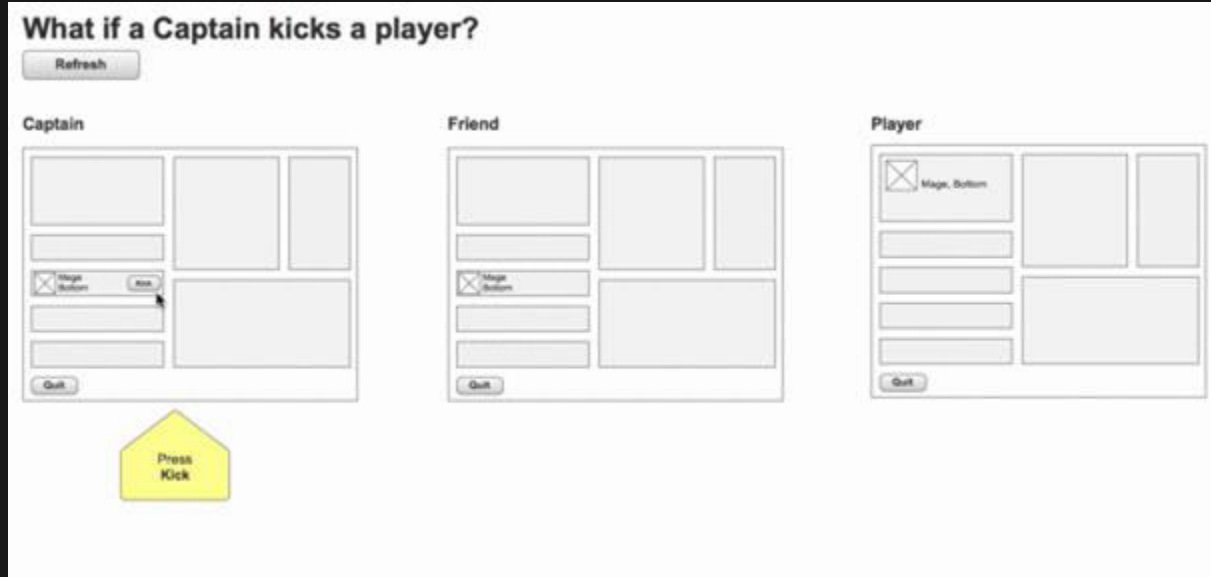 What if a Captain kicks a player?
Refresh
Captain
Friend
Player
Mage
Bottom
Kick
Quit
Mage
Bottom
Quit
Mage, Bottom
Quit
Press
Kick